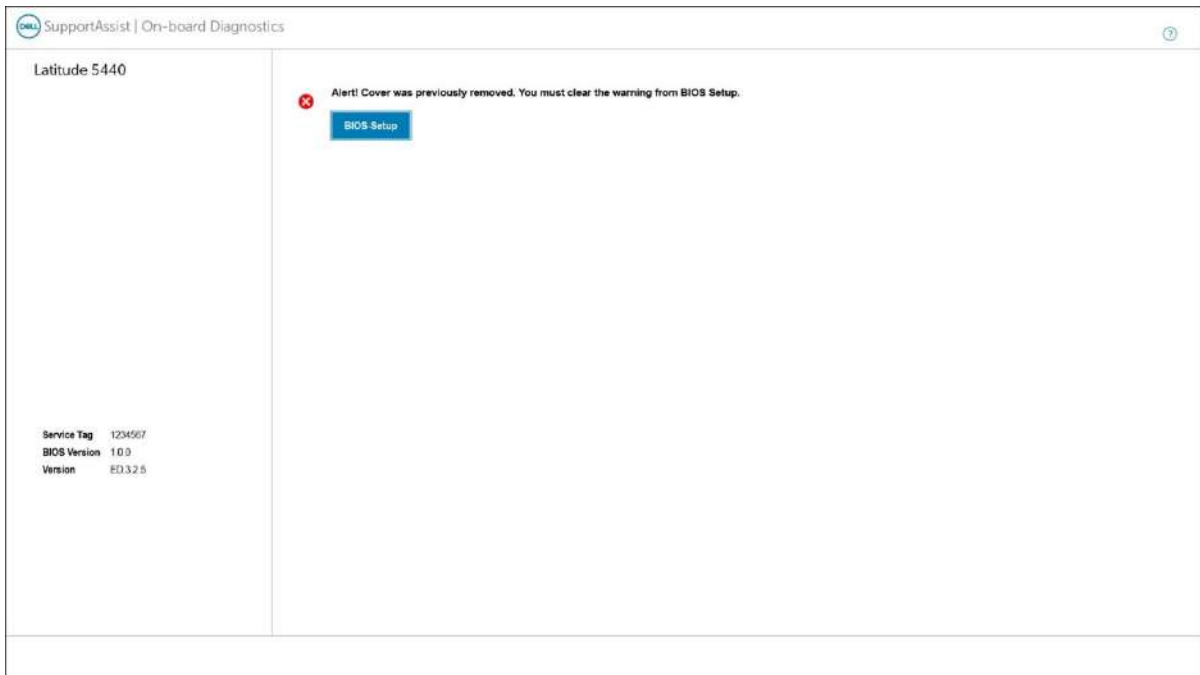 DELL SupportAssist | On-board Diagnostics
?
Latitude 5440
Alert! Cover was previously removed. You must clear the warning from BIOS Setup.
BIOS-Setup
Service Tag 1234567
BIOS Version 1.0.0
Version ED.3.2.5